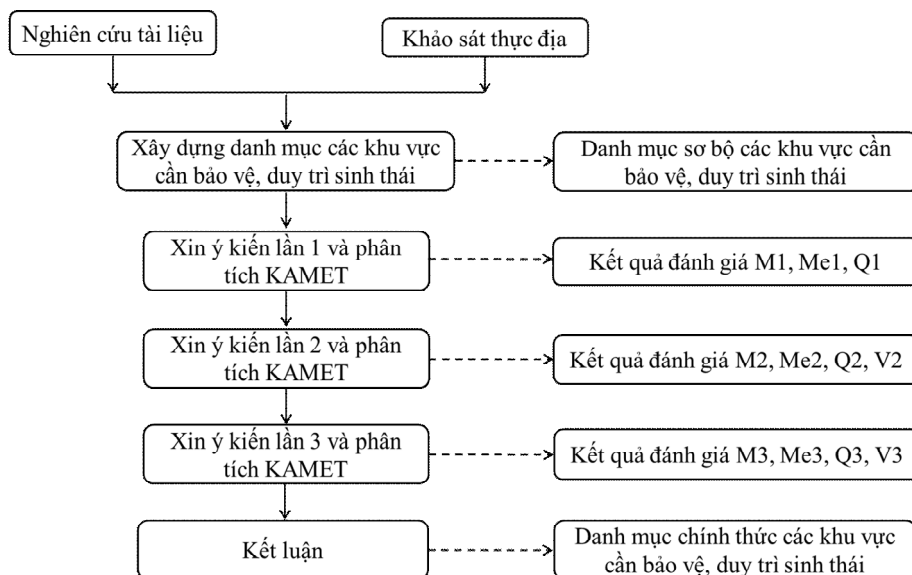 Nghiên cứu tài liệu
Khảo sát thực địa
Xây dựng danh mục các khu vực
cần bảo vệ, duy trì sinh thái
Danh mục sơ bộ các khu vực cần
bảo vệ, duy trì sinh thái
Xin ý kiến lần 1 và phân
tích KAMET
Kết quả đánh giá M1, Me1, Q1
Xin ý kiến lần 2 và phân
tích KAMET
Kết quả đánh giá M2, Me2, Q2, V2
Xin ý kiến lần 3 và phân
tích KAMET
Kết quả đánh giá M3, Me3, Q3, V3
Kết luận
Danh mục chính thức các khu vực
cần bảo vệ, duy trì sinh thái